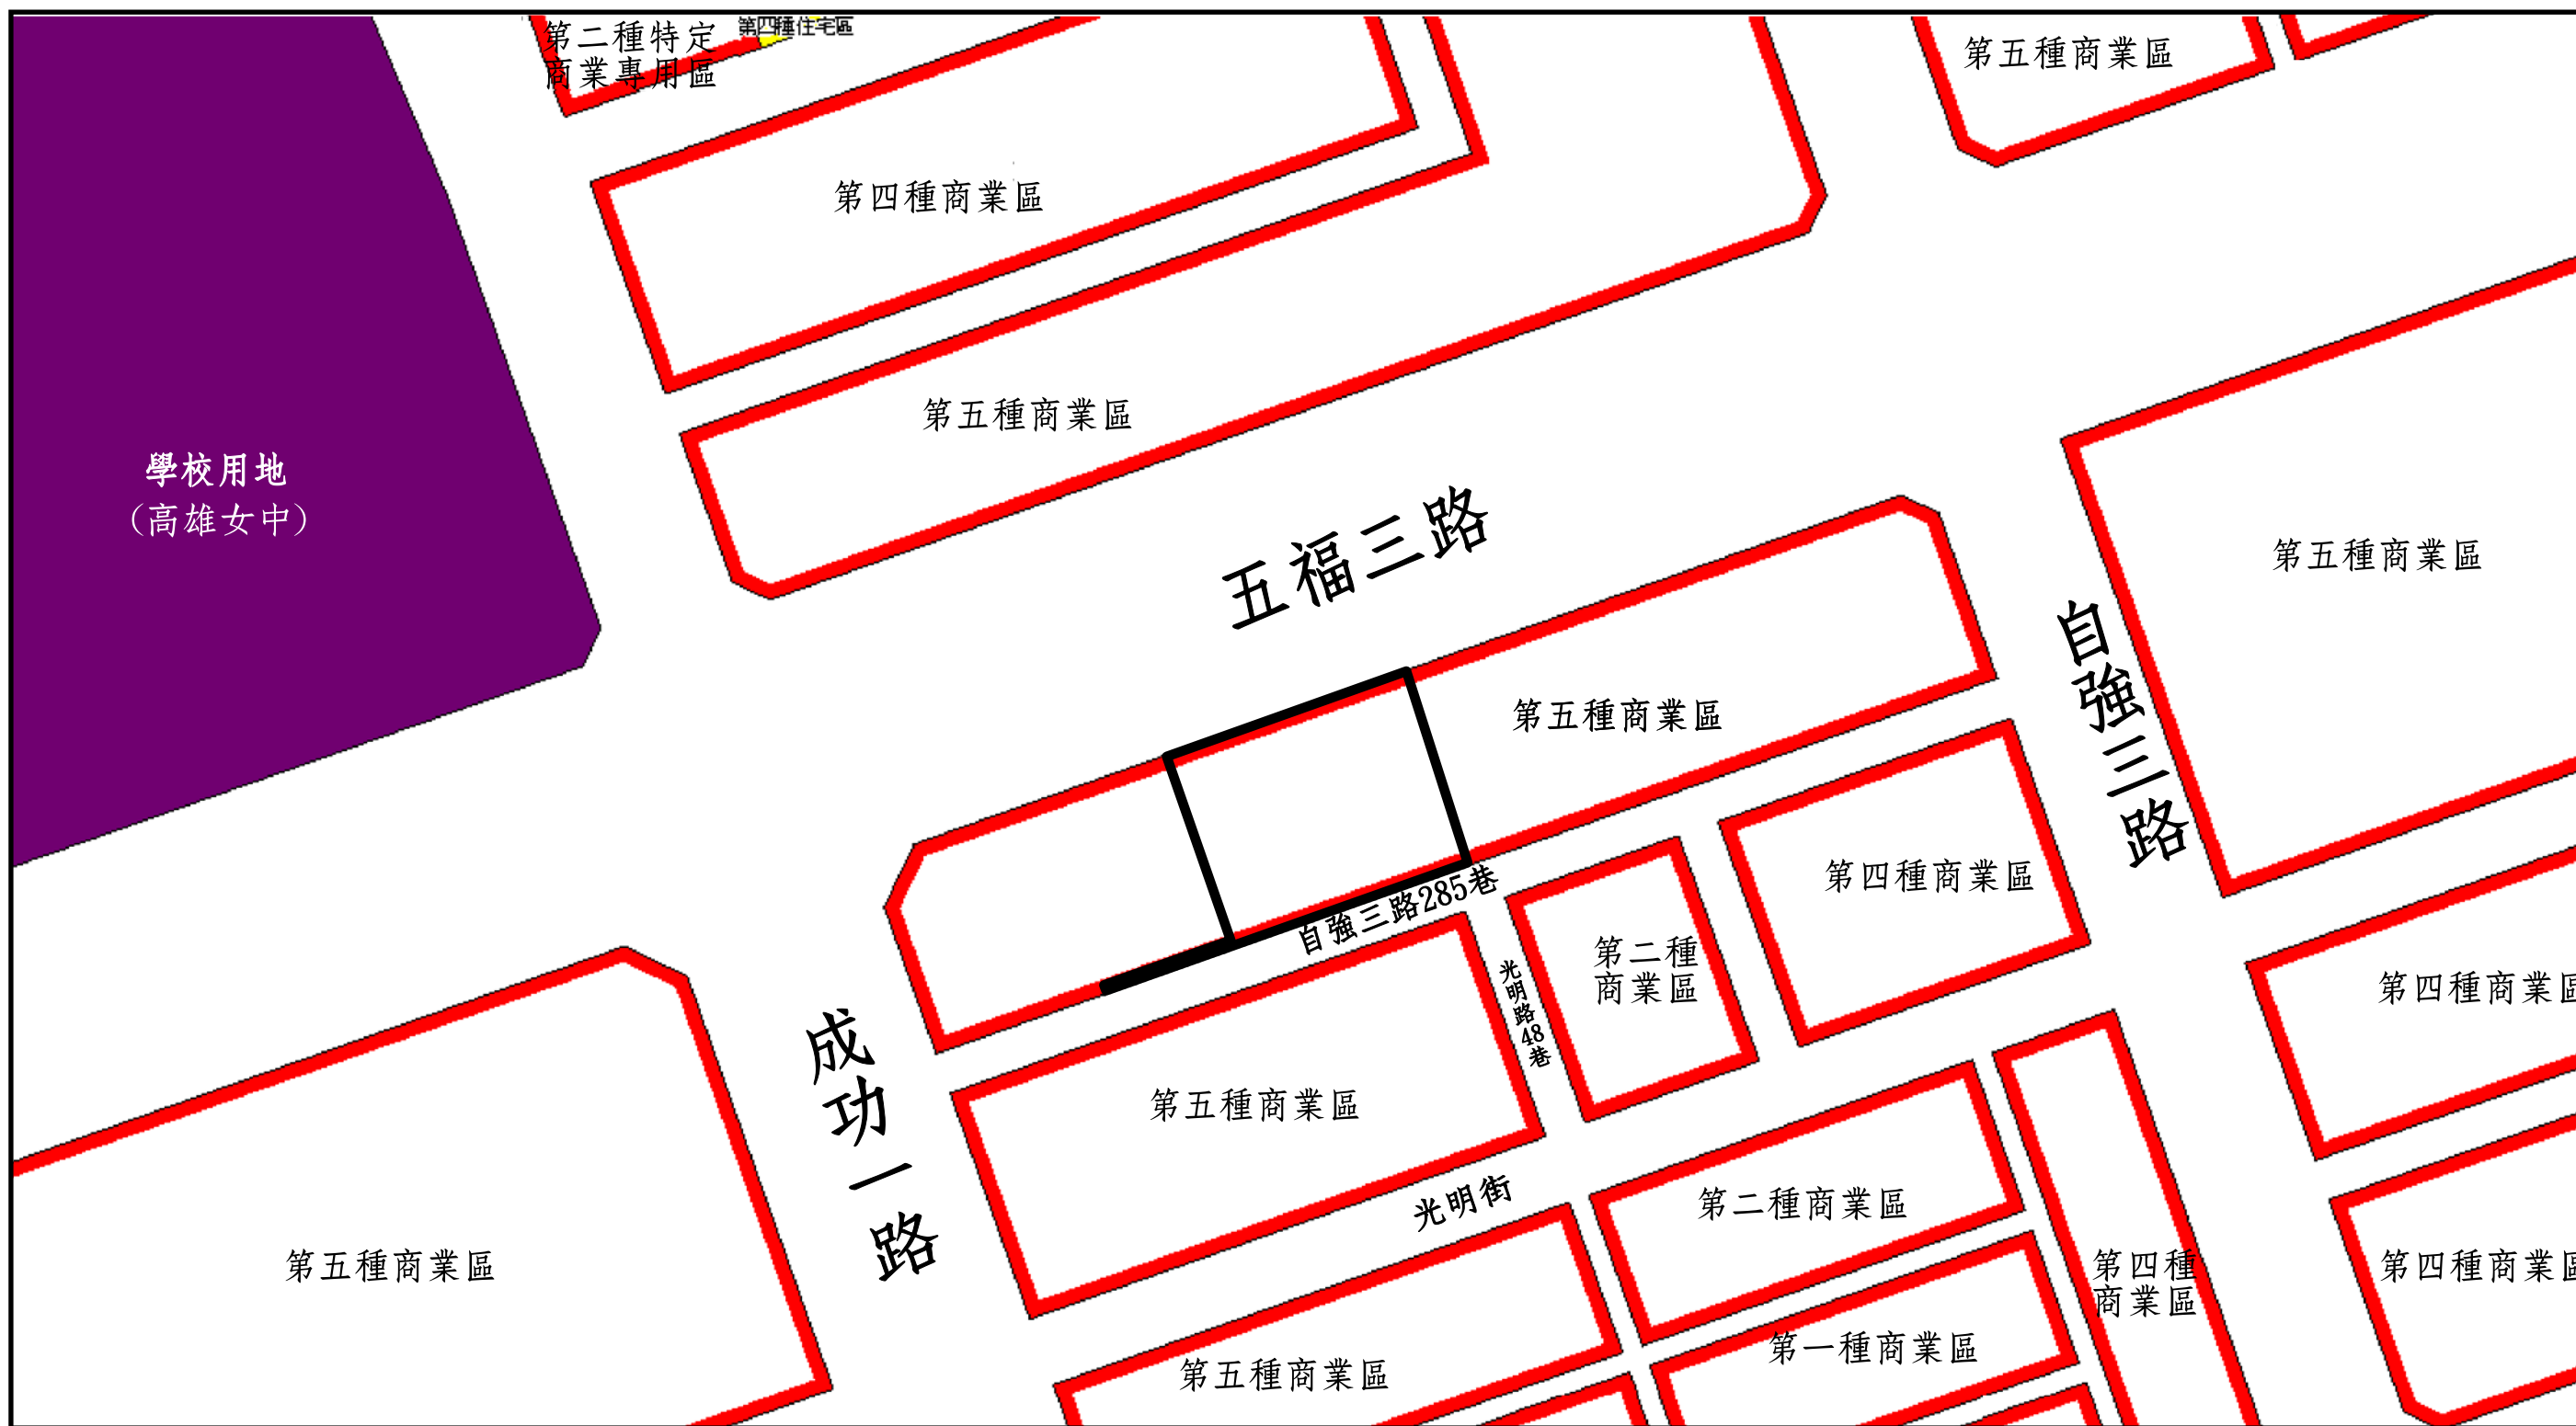 第二種特定
商業專用區
第四種住宅區
第五種商業區
第四種商業區
第五種商業區
學校用地
(高雄女中)
五福三路
第五種商業區
自強三路
第五種商業區
第四種商業區
自強三路285巷
第二種
商業區
光明路48巷
第四種商業區
成功一路
第五種商業區
光明街
第二種商業區
第五種商業區
第四種
商業區
第四種商業區
第一種商業區
第五種商業區